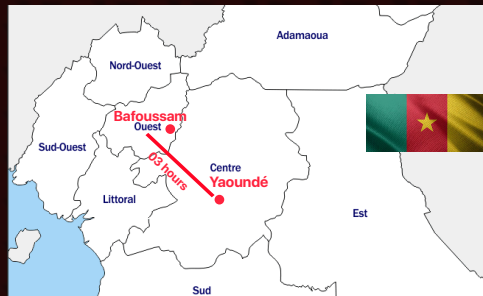 Adamaoua
Nord-Ouest
Bafoussam
Ouest
Sud-Ouest
03 hours
Centre
Yaoundé
Littoral
Est
Sud